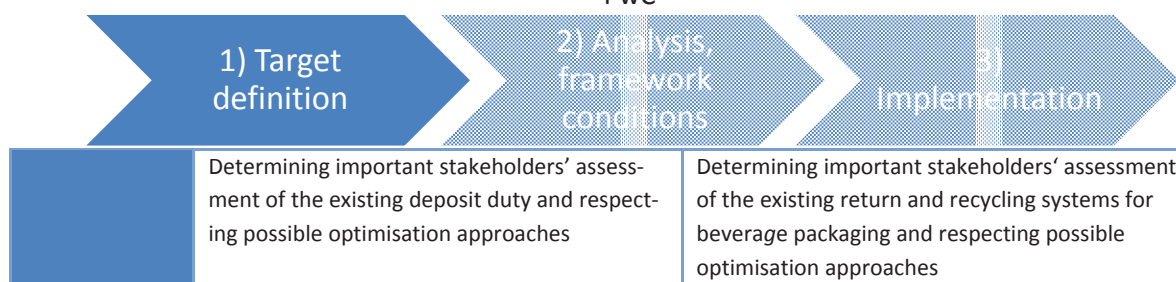 PwC
1) Target
definition
2) Analysis,
framework
conditions
3)
Implementation
Determining important stakeholders’ assess-
ment of the existing deposit duty and respect-
ing possible optimisation approaches
Determining important stakeholders‘ assessment
of the existing return and recycling systems for
beverage packaging and respecting possible
optimisation approaches